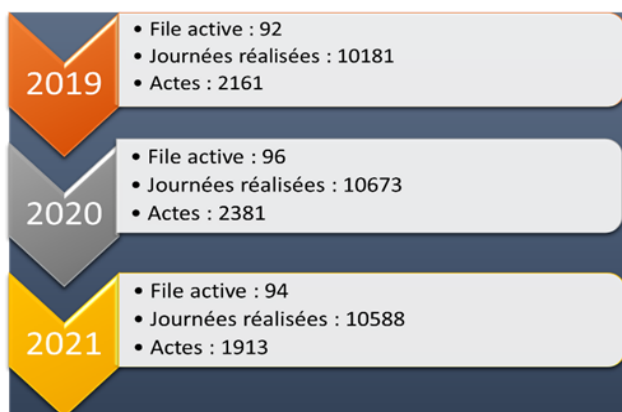 2019
• File active : 92
• Journées réalisées : 10181
• Actes : 2161
2020
• File active : 96
• Journées réalisées : 10673
• Actes : 2381
2021
• File active : 94
• Journées réalisées : 10588
• Actes : 1913